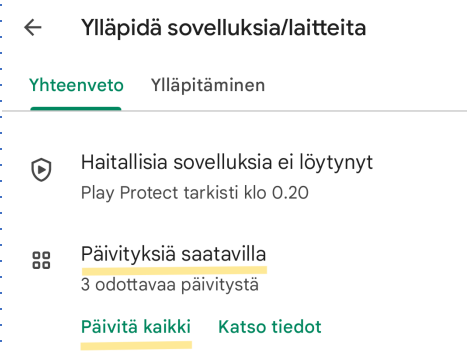 Ylläpidä sovelluksia/laitteita
Yhteenveto Ylläpitäminen
Haitallisia sovelluksia ei löytynyt
Play Protect tarkisti klo 0.20
Päivityksiä saatavilla
3 odottavaa päivitystä
Päivitä kaikki Katso tiedot